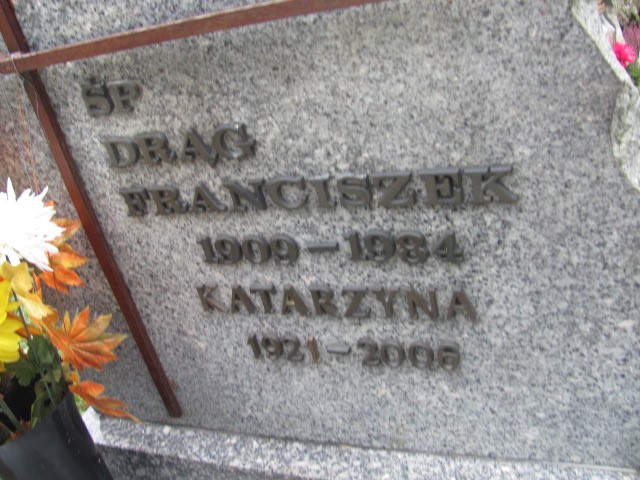 ŚP
DRĄG
FRANCISZEK
1909-1984
KATARZYNA
1921-2006